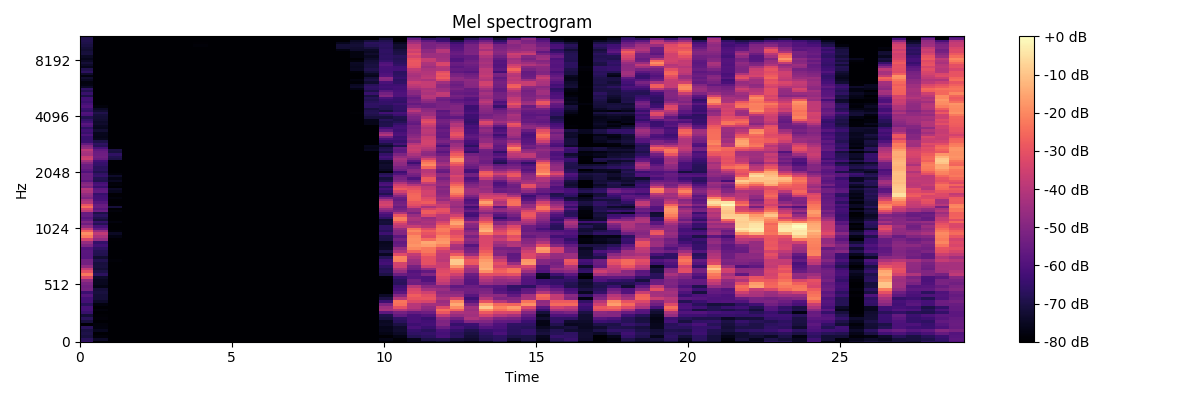 Mel spectrogram
8192
4096
2048
1024
512
0
Hz
0 5 10 15 20 25
Time
+0 dB
-10 dB
-20 dB
-30 dB
-40 dB
-50 dB
-60 dB
-70 dB
-80 dB